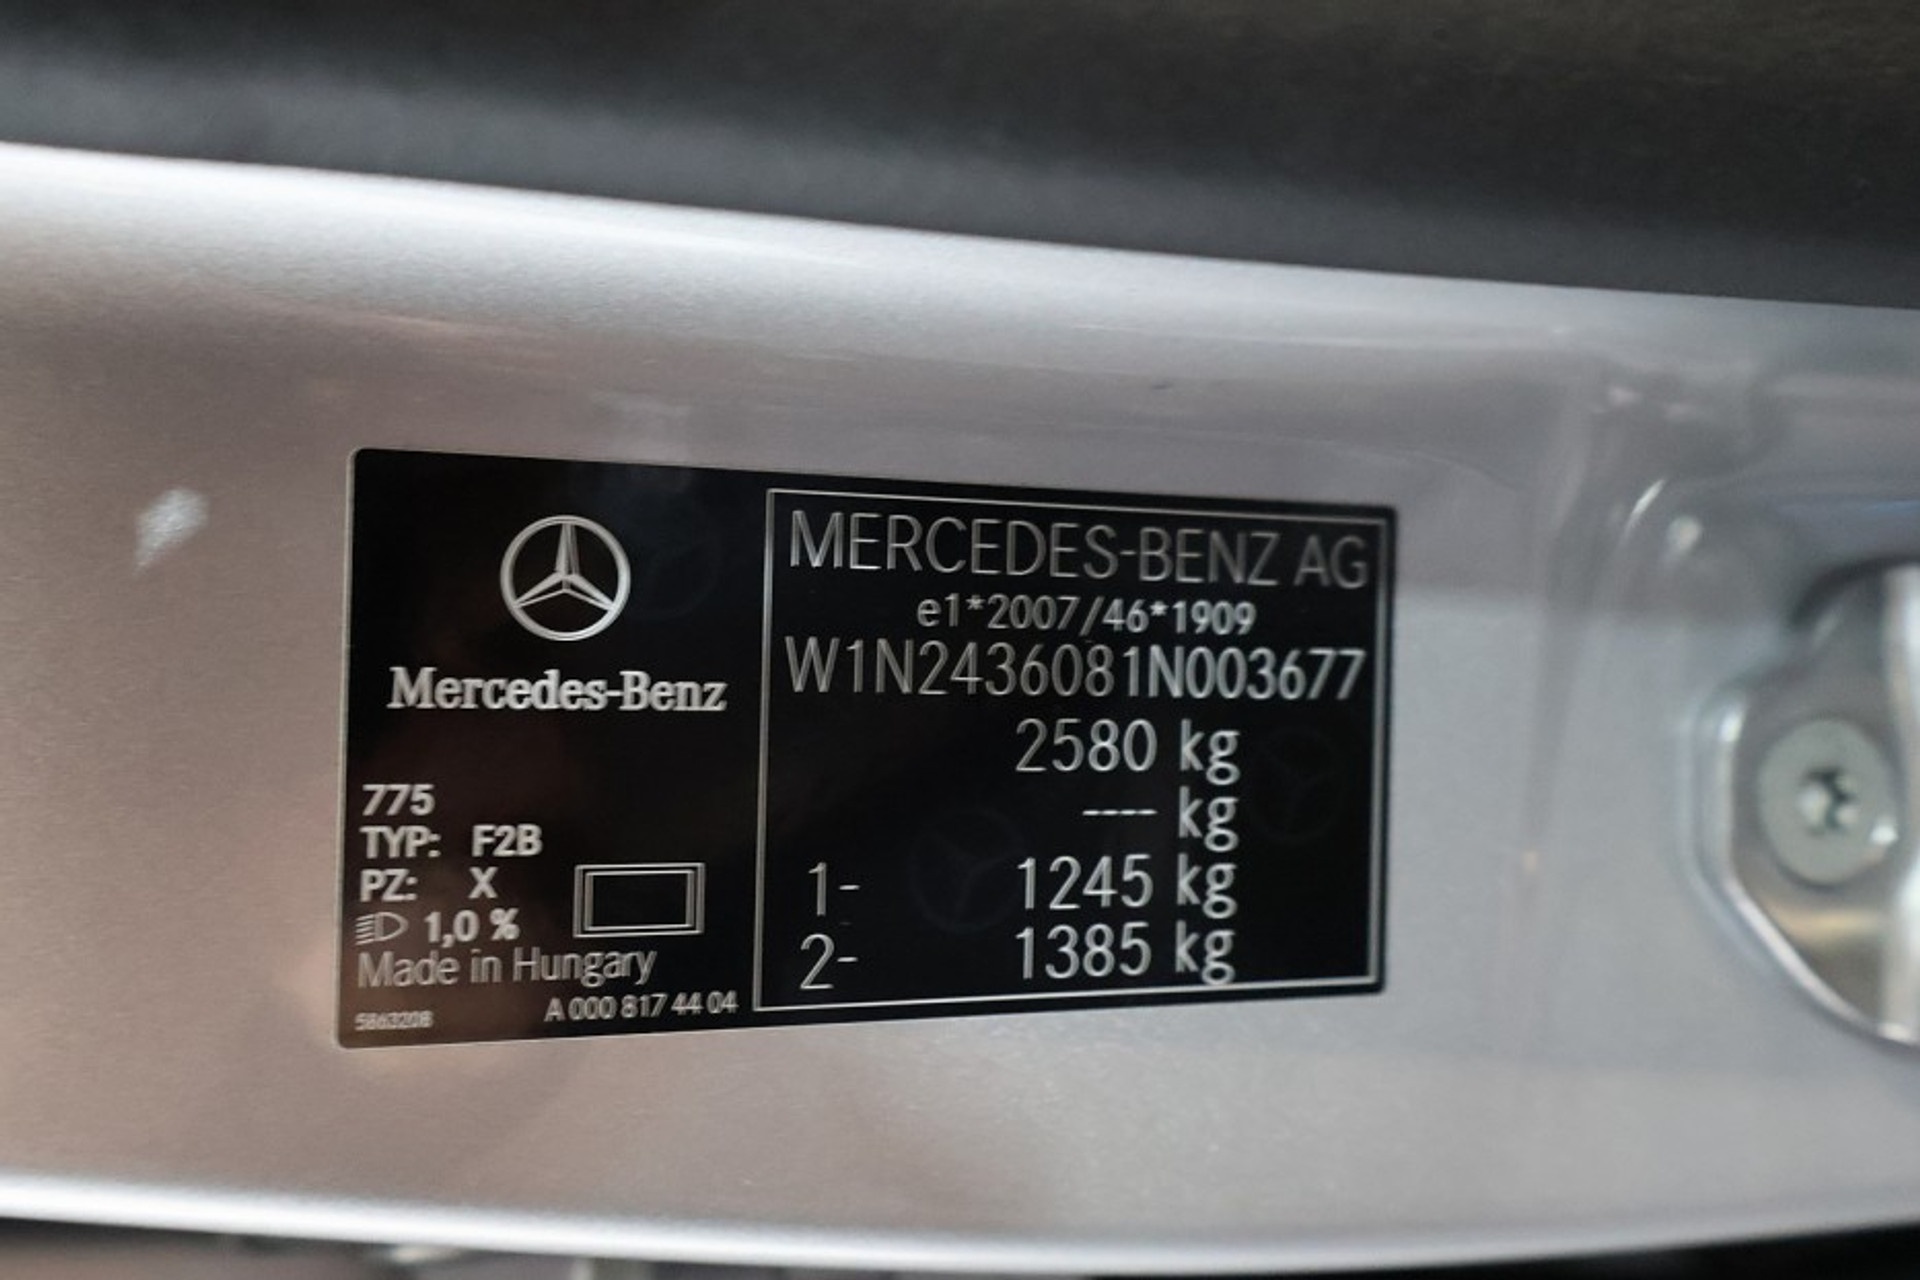 Mercedes-Benz
775
TYP: F2B
PZ: X
1,0 %
Made in Hungary
5863208
A 000 817 44 04
MERCEDES-BENZ AG
e1*2007/46*1909
W1N2436081N003677
2580 kg
---- kg
1- 1245 kg
2- 1385 kg